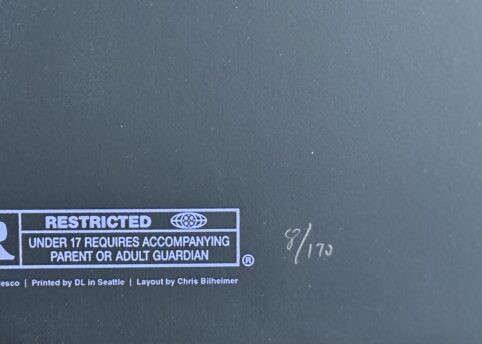 R RESTRICTED
UNDER 17 REQUIRES ACCOMPANYING
PARENT OR ADULT GUARDIAN ®
8/170
esco | Printed by DL in Seattle | Layout by Chris Bilheimer